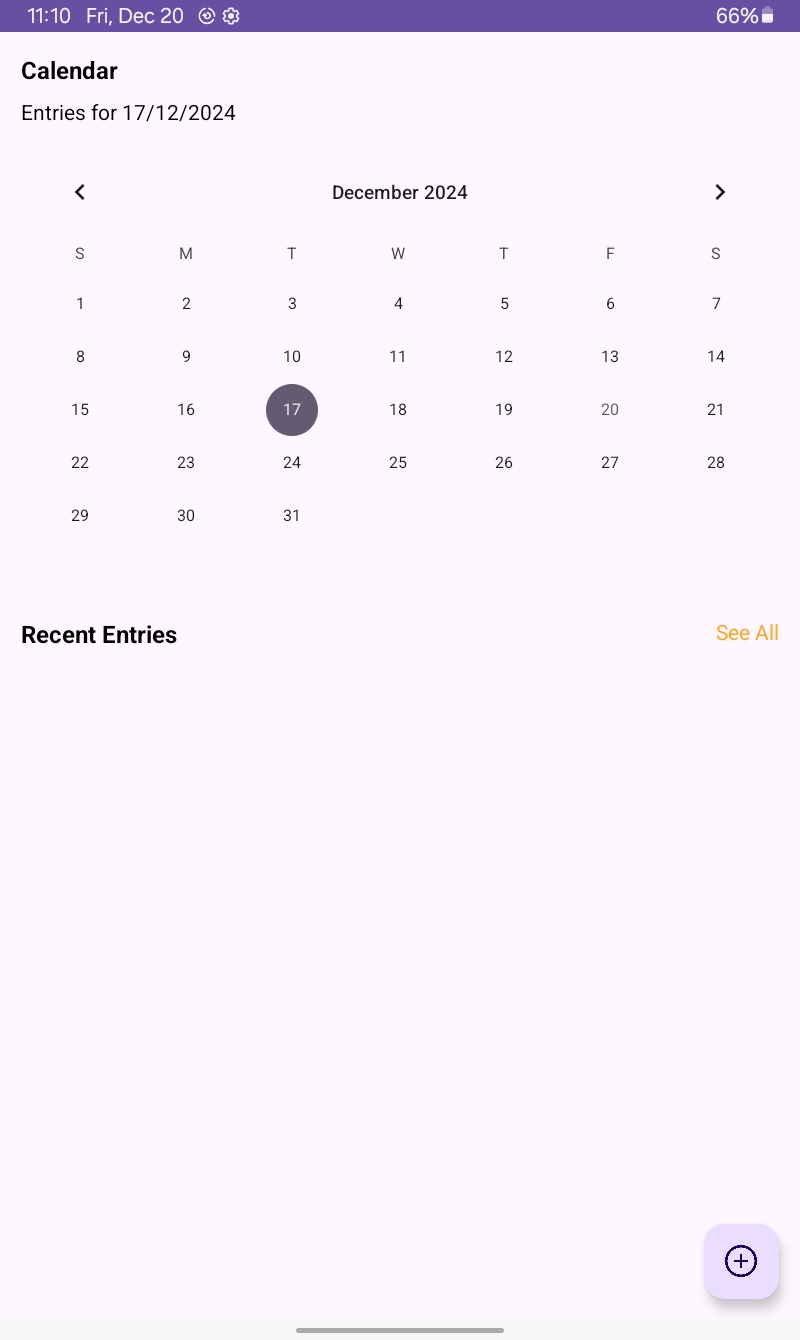 11:10 Fri, Dec 20 66%
Calendar
Entries for 17/12/2024
December 2024
S M T W T F S
1 2 3 4 5 6 7
8 9 10 11 12 13 14
15 16 17 18 19 20 21
22 23 24 25 26 27 28
29 30 31
Recent Entries See All